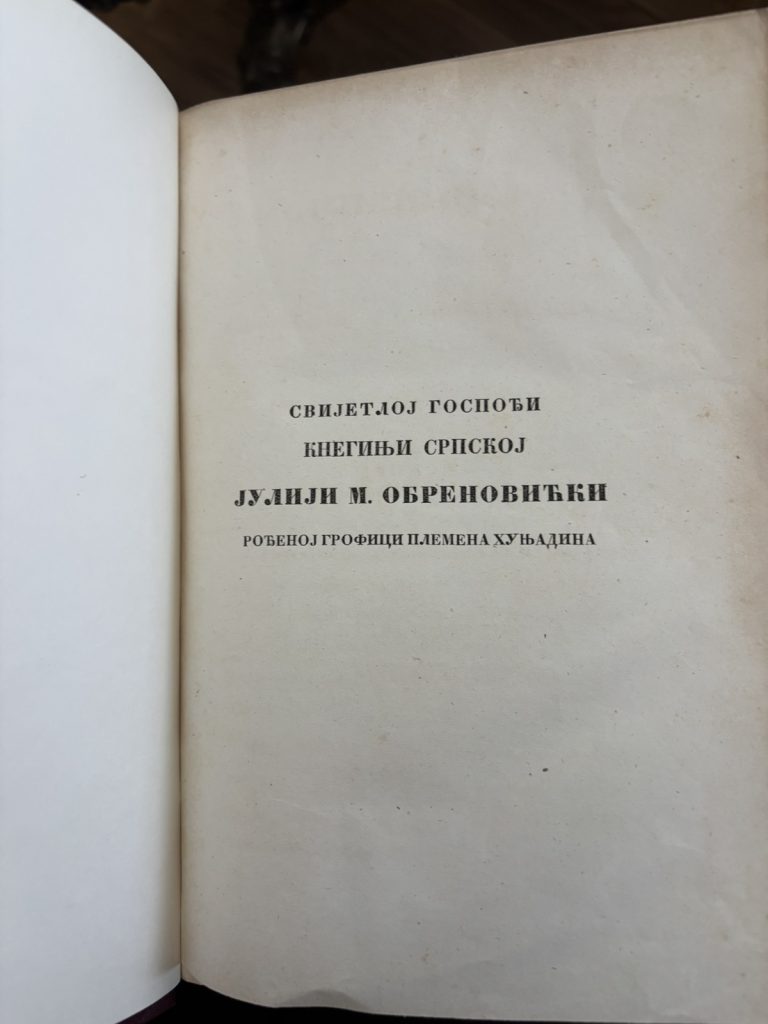 СВИЈЕТЛОЈ ГОСПОЂИ
КНЕГИЊИ СРПСКОЈ
ЈУЛИЈИ М. ОБРЕНОВИЋКИ
РОЂЕНОЈ ГРОФИЦИ ПЛЕМЕНА ХУЊАДИНА